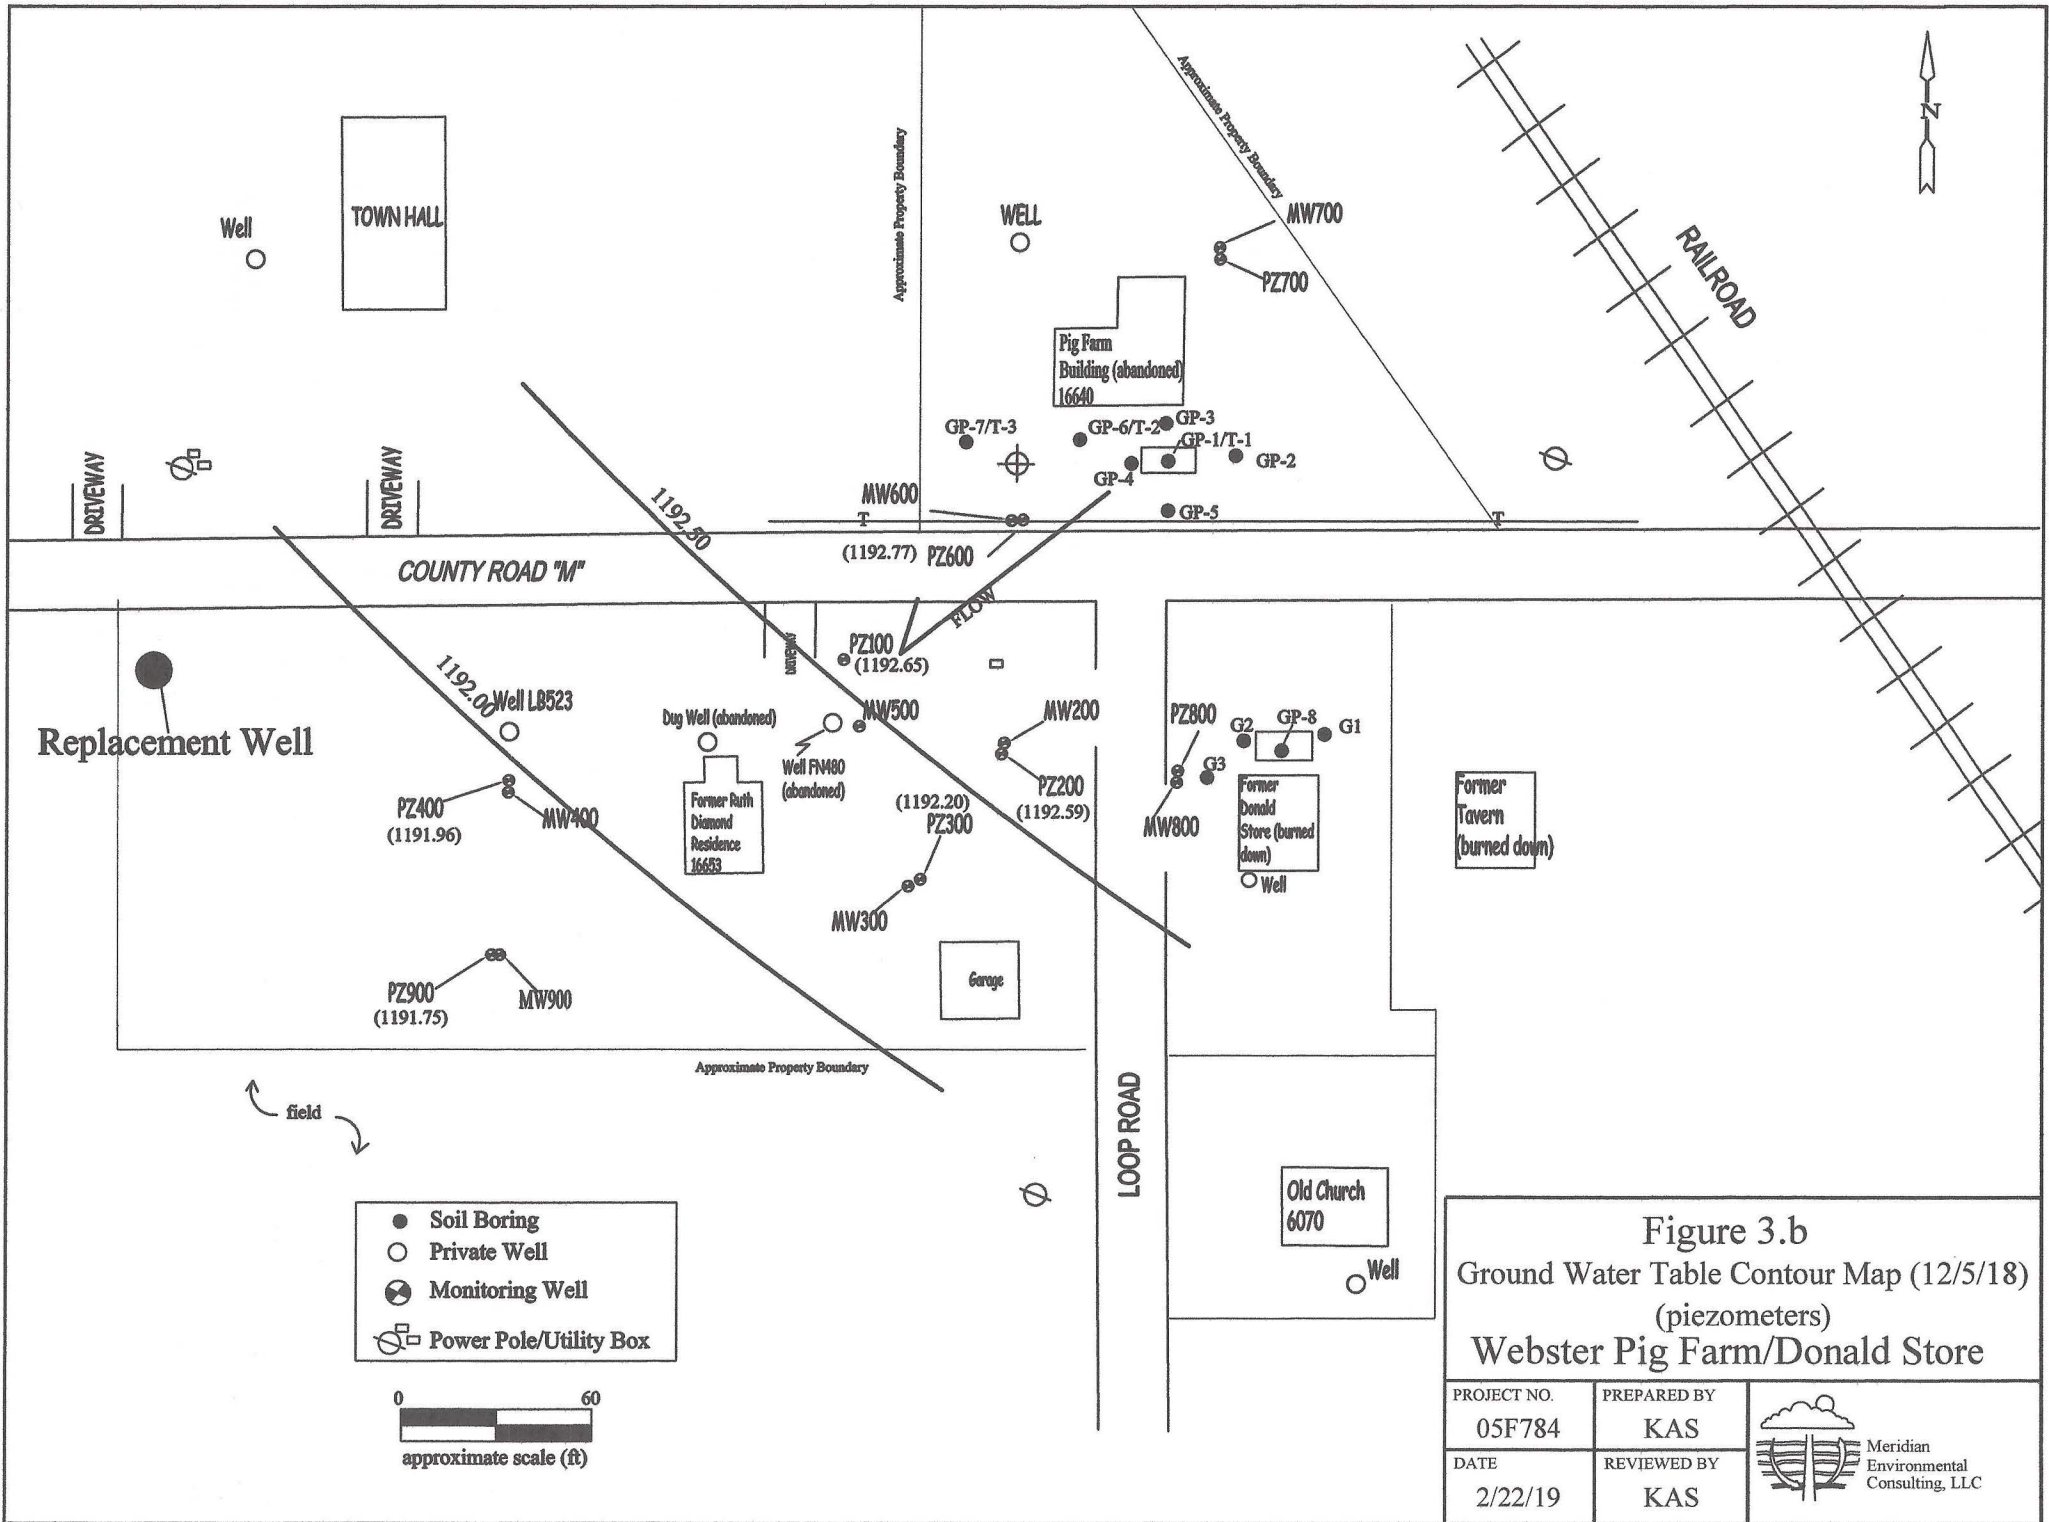 Approximate Property Boundary
Approximate Property Boundary
N
Well
TOWN HALL
WELL
MW700
PZ700
RAILROAD
Pig Farm
Building (abandoned)
16640
GP-3
GP-7/T-3
GP-6/T-2
GP-1/T-1
GP-2
GP-4
GP-5
DRIVEWAY
DRIVEWAY
1192.50
MW600
T
T
(1192.77)
PZ600
COUNTY ROAD "M"
FLOW
PZ100
(1192.65)
DRIVEWAY
1192.00
Replacement Well
Well LB523
Dug Well (abandoned)
MW500
Well FN480
(abandoned)
MW200
PZ200
(1192.59)
PZ800
G2
GP-8
G1
G3
MW800
Former
Donald
Store (burned
down)
Well
Former
Tavern
(burned down)
PZ400
(1191.96)
MW400
Former Ruth
Diamond
Residence
16653
(1192.20)
PZ300
MW300
Garage
PZ900
(1191.75)
MW900
Approximate Property Boundary
field
LOOP ROAD
Old Church
6070
Well
Soil Boring
Private Well
Monitoring Well
Power Pole/Utility Box
0 60
approximate scale (ft)
Figure 3.b
Ground Water Table Contour Map (12/5/18)
(piezometers)
Webster Pig Farm/Donald Store
PROJECT NO.
05F784
PREPARED BY
KAS
DATE
2/22/19
REVIEWED BY
KAS
Meridian
Environmental
Consulting, LLC